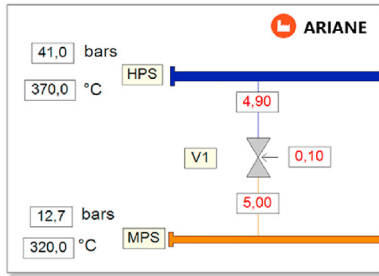 ARIANE
41,0 bars
HPS
370,0 °C
4,90
V1
0,10
5,00
12,7 bars
MPS
320,0 °C